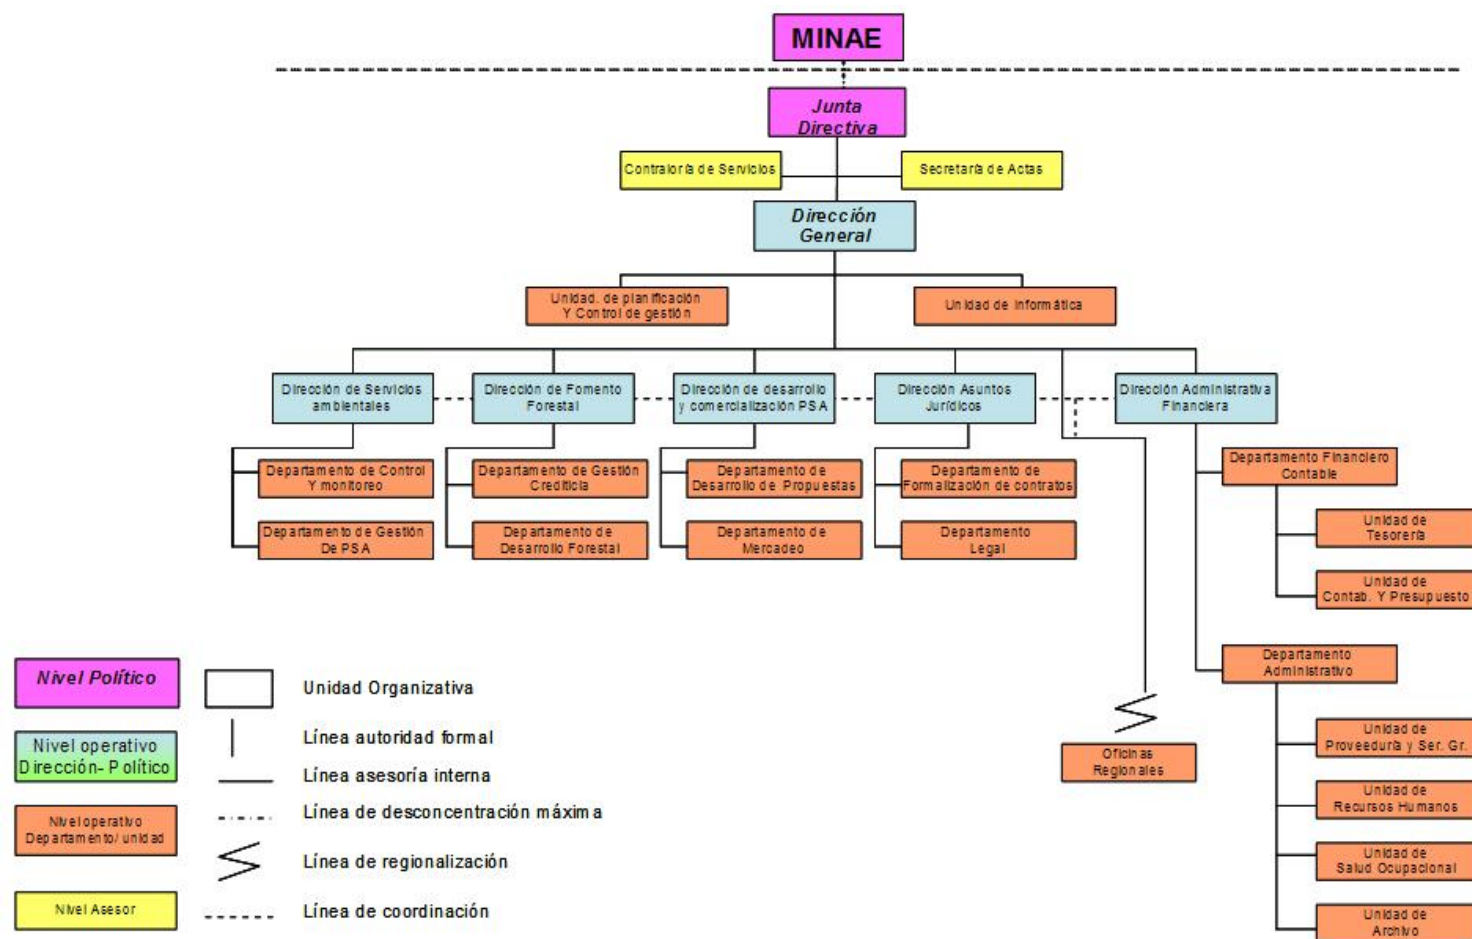 MINAE
Junta
Directiva
Contraloría de Servicios
Secretaría de Actas
Dirección
General
Unidad. de planificación
Y Control de gestión
Unidad de Informática
Dirección de Servicios
ambientales
Dirección de Fomento
Forestal
Dirección de desarrollo
y comercialización PSA
Dirección Asuntos
Jurídicos
Dirección Administrativa
Financiera
Departamento de Control
Y monitoreo
Departamento de Gestión
Crediticia
Departamento de
Desarrollo de Propuestas
Departamento de
Formalización de contratos
Departamento Financiero
Contable
Departamento de Gestión
De PSA
Departamento de
Desarrollo Forestal
Departamento de
Mercadeo
Departamento
Legal
Unidad de
Tesorería
Unidad de
Contab. Y Presupuesto
Departamento
Administrativo
Unidad de
Proveeduría y Ser. Gr.
Unidad de
Recursos Humanos
Unidad de
Salud Ocupacional
Unidad de
Archivo
Oficinas
Regionales
Nivel Político
Unidad Organizativa
Nivel operativo
Dirección- Político
Línea autoridad formal
Línea asesoría interna
Nivel operativo
Departamento/ unidad
Línea de desconcentración máxima
Línea de regionalización
Nivel Asesor
Línea de coordinación